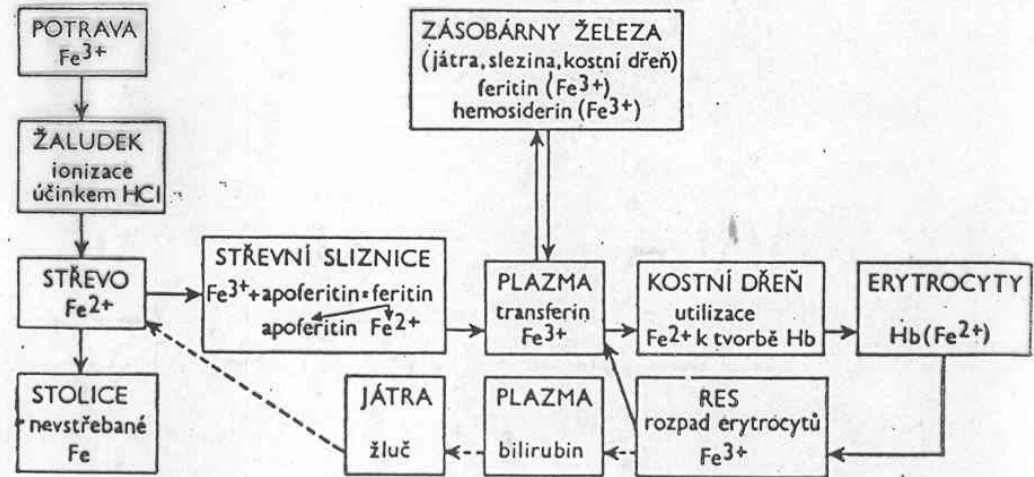 POTRAVA
Fe3+
ŽALUDEK
ionizace
účinkem HCl
STŘEVO
Fe2+
STOLICE
nevstřebané
Fe
STŘEVNÍ SLIZNICE
Fe3++apoferitin=feritin
apoferitin Fe2+
ZÁSOBÁRNY ŽELEZA
(játra,slezina,kostní dřeň)
feritin (Fe3+)
hemosiderin (Fe3+)
PLAZMA
transferin
Fe3+
KOSTNÍ DŘEŇ
utilizace
Fe2+ k tvorbě Hb
ERYTROCYTY
Hb(Fe2+)
JÁTRA
žluč
PLAZMA
bilirubin
RES
rozpad erytrocytů
Fe3+